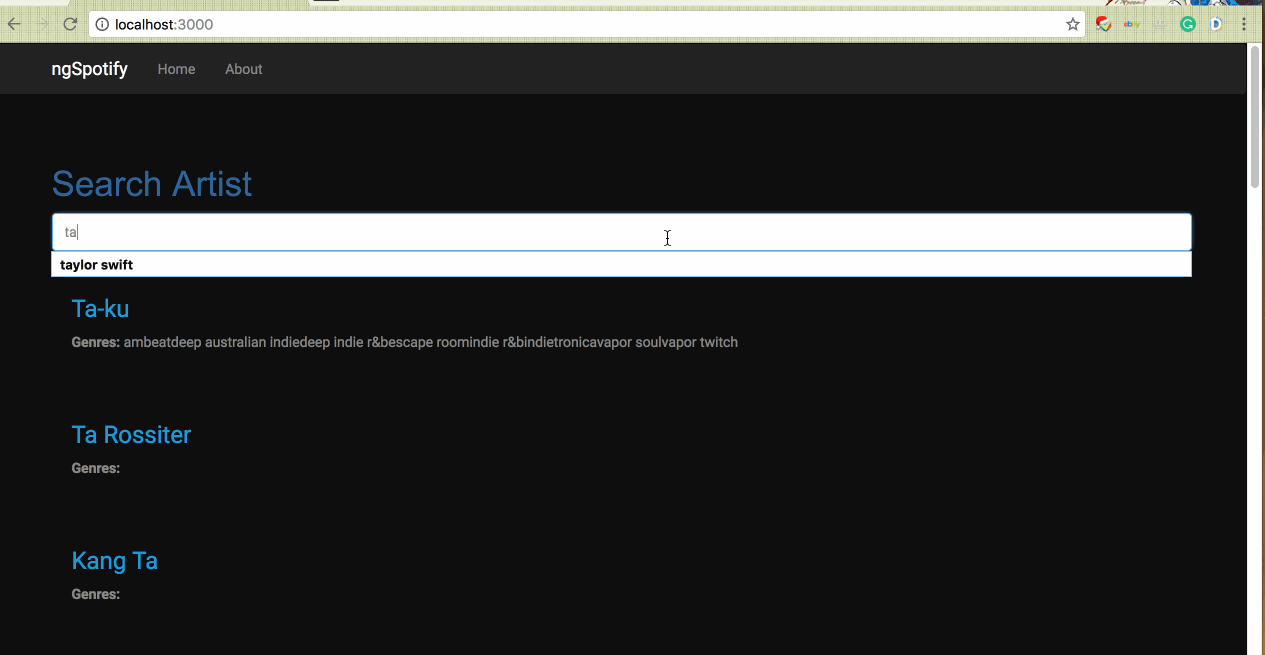 localhost:3000
ebay
ngSpotify Home About
Search Artist
ta
taylor swift
Ta-ku
Genres: ambeatdeep australian indiedeep indie r&bescape roomindie r&bindietronicavapor soulvapor twitch
Ta Rossiter
Genres:
Kang Ta
Genres: